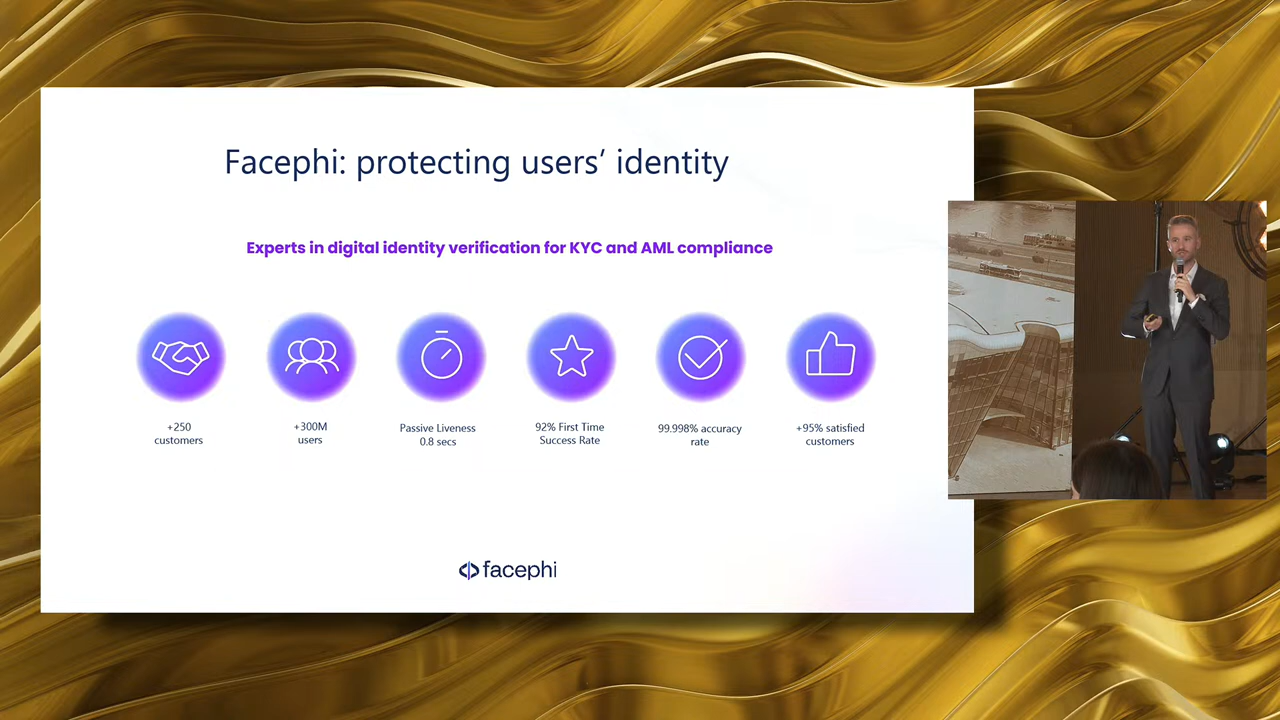 Facephi: protecting users’ identity
Experts in digital identity verification for KYC and AML compliance
+250
customers
+300M
users
Passive Liveness
0.8 secs
92% First Time
Success Rate
99.998% accuracy
rate
+95% satisfied
customers
facephi